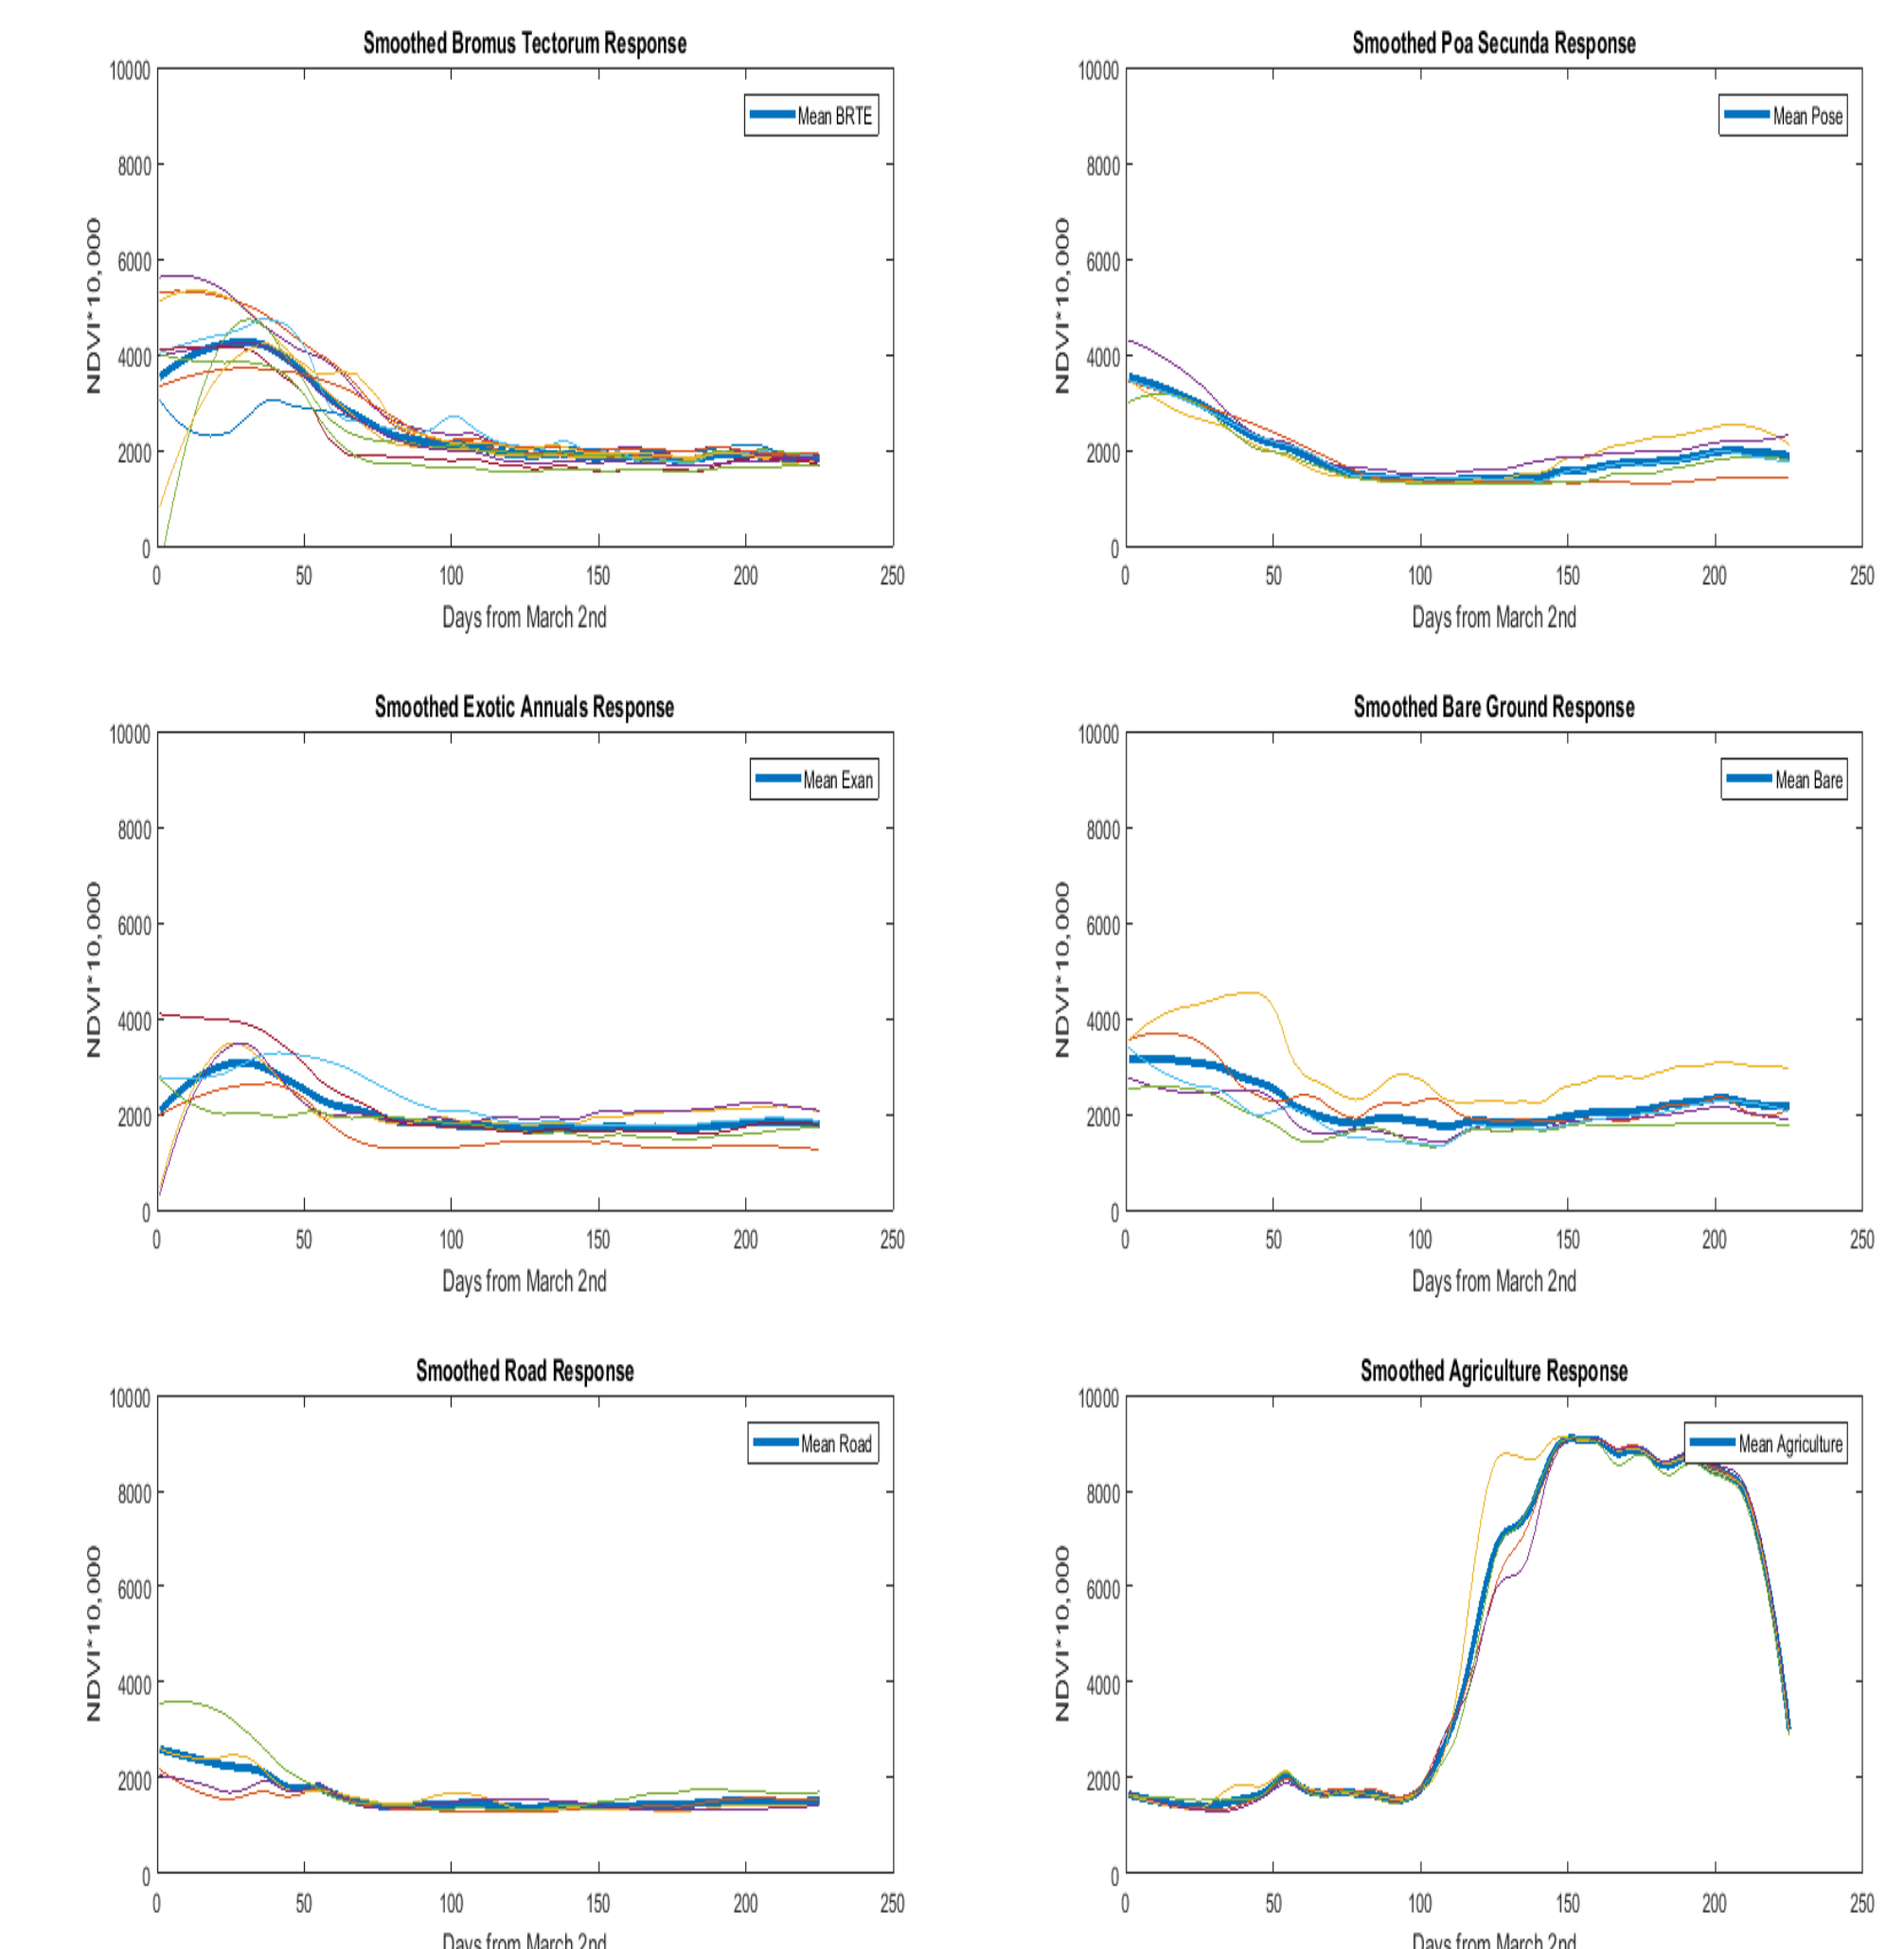 Smoothed Bromus Tectorum Response
10000
8000
6000
4000
2000
0
NDVI*10,000
Mean BRTE
0 50 100 150 200 250
Days from March 2nd
Smoothed Poa Secunda Response
10000
8000
6000
4000
2000
0
NDVI*10,000
Mean Pose
0 50 100 150 200 250
Days from March 2nd
Smoothed Exotic Annuals Response
10000
8000
6000
4000
2000
0
NDVI*10,000
Mean Exan
0 50 100 150 200 250
Days from March 2nd
Smoothed Bare Ground Response
10000
8000
6000
4000
2000
0
NDVI*10,000
Mean Bare
0 50 100 150 200 250
Days from March 2nd
Smoothed Road Response
10000
8000
6000
4000
2000
0
NDVI*10,000
Mean Road
0 50 100 150 200 250
Days from March 2nd
Smoothed Agriculture Response
10000
8000
6000
4000
2000
0
NDVI*10,000
Mean Agriculture
0 50 100 150 200 250
Days from March 2nd